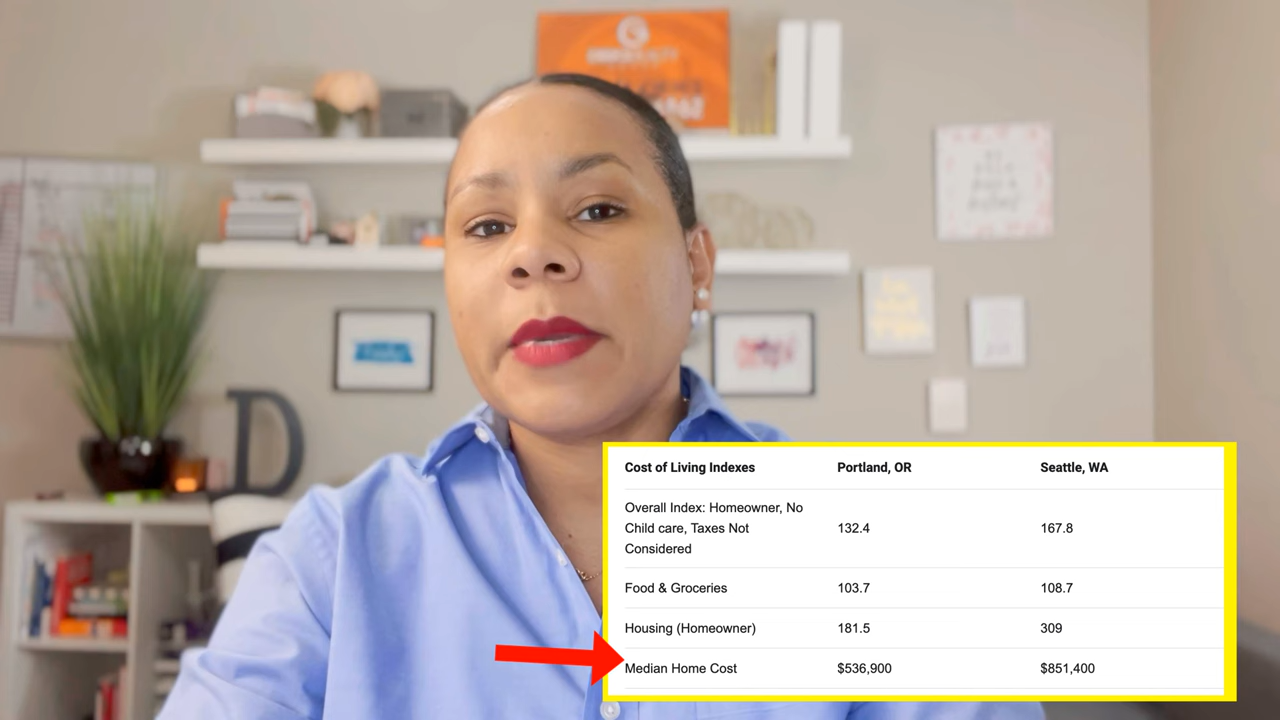 D
Cost of Living Indexes Portland, OR Seattle, WA
Overall Index: Homeowner, No
Child care, Taxes Not 132.4 167.8
Considered
Food & Groceries 103.7 108.7
Housing (Homeowner) 181.5 309
Median Home Cost $536,900 $851,400